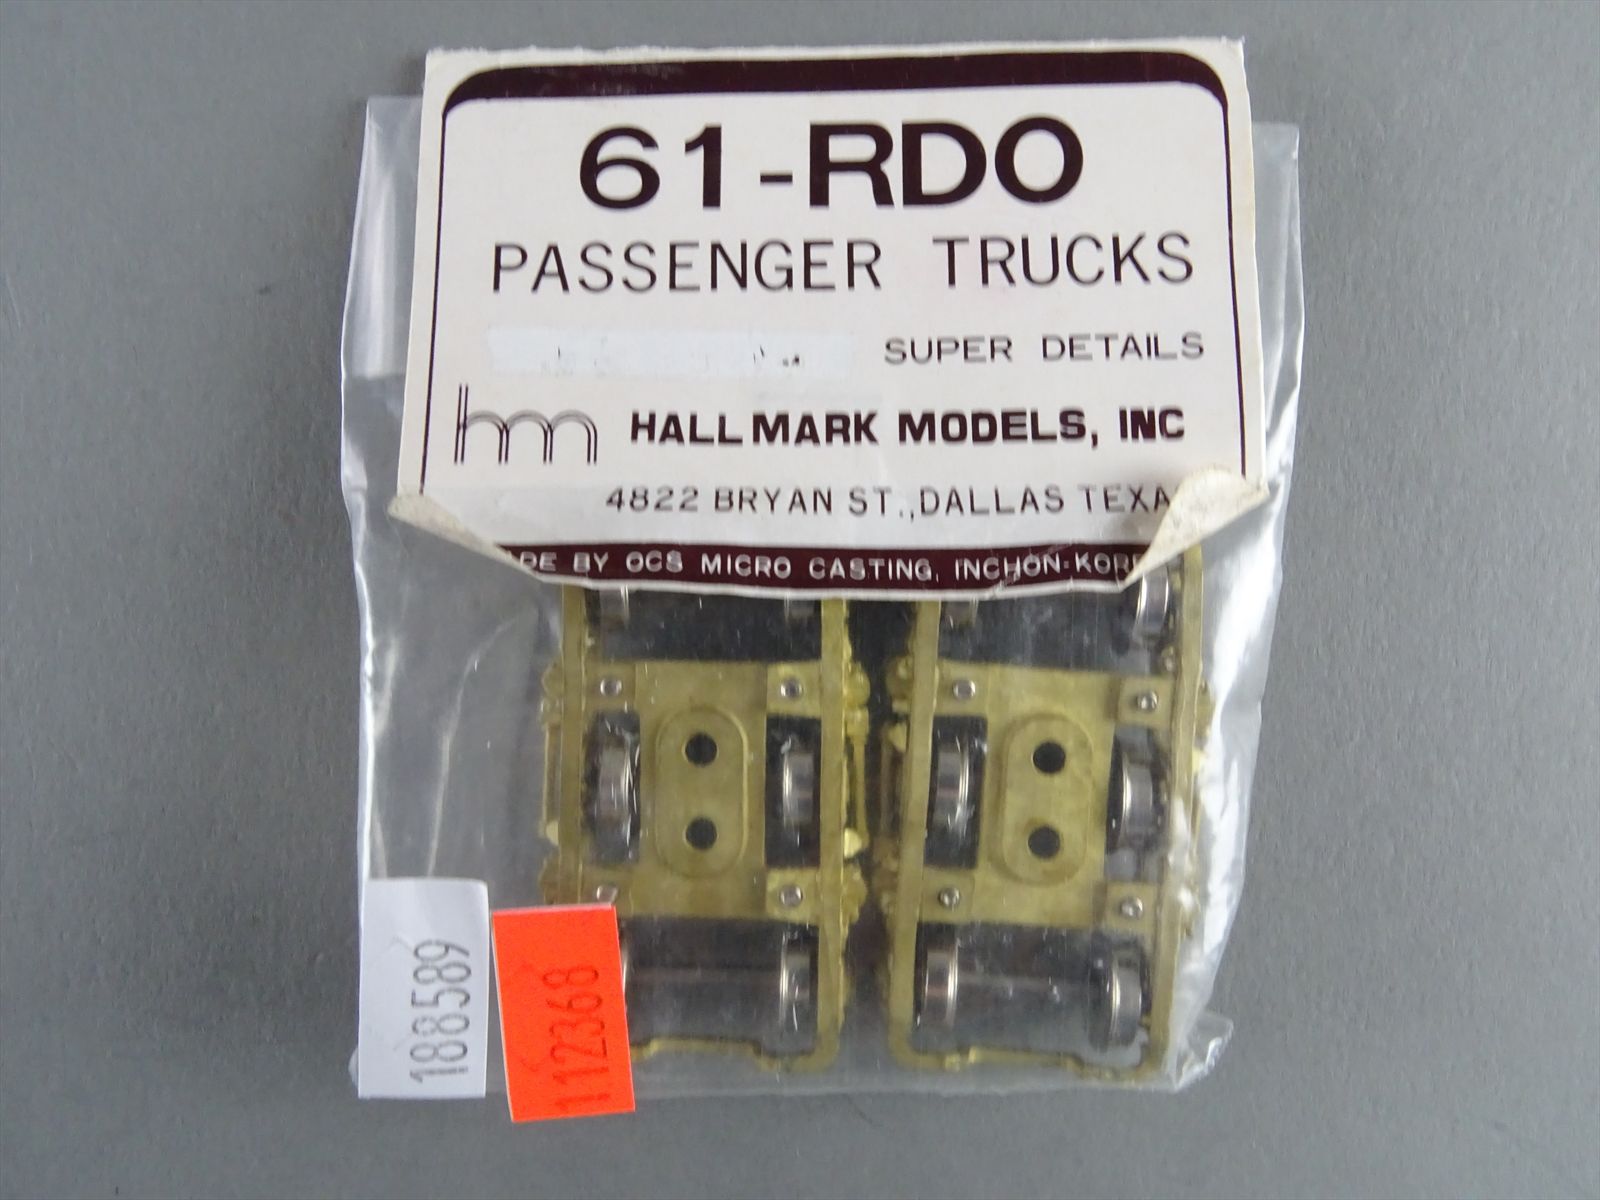 61-RDO
PASSENGER TRUCKS
SUPER DETAILS
hm HALLMARK MODELS, INC
4822 BRYAN ST., DALLAS TEXA
DE BY OCS MICRO CASTING, INCHON-KORE
188589
112368